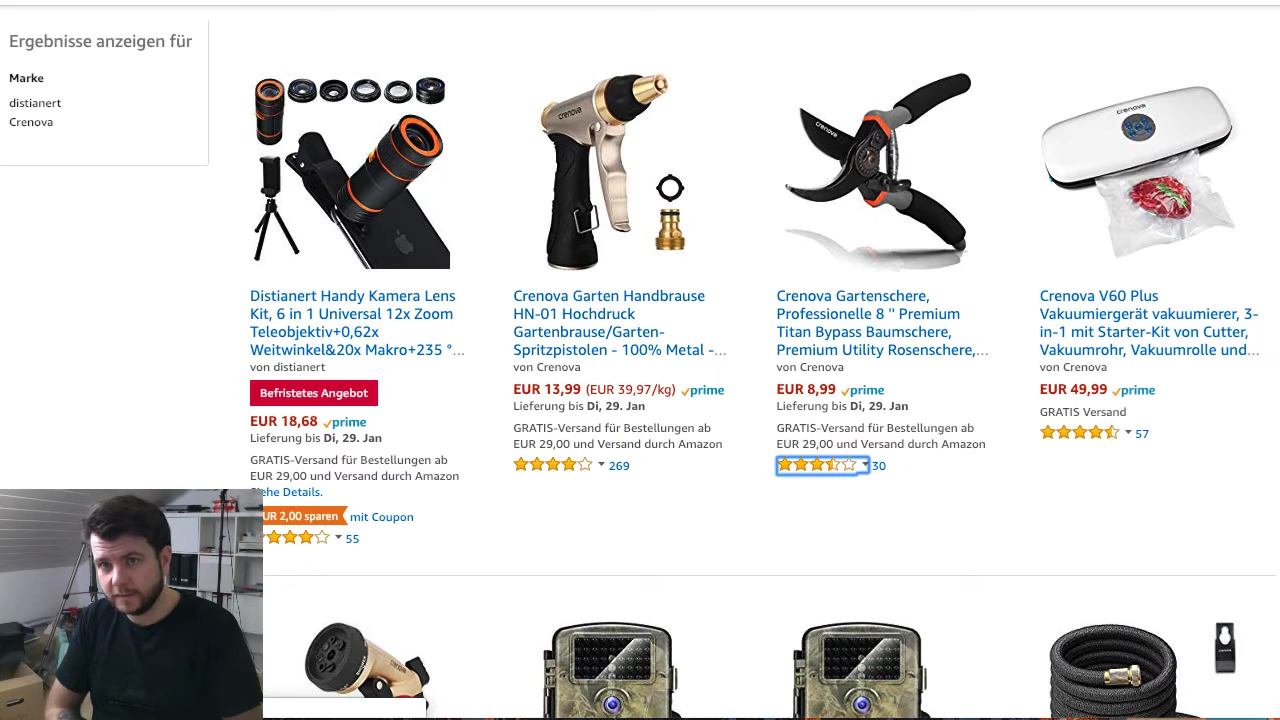 Ergebnisse anzeigen für
Marke
distianert
Crenova
crenova
crenova
crenova
Distianert Handy Kamera Lens
Kit, 6 in 1 Universal 12x Zoom
Teleobjektiv+0,62x
Weitwinkel&20x Makro+235 °...
von distianert
Befristetes Angebot
EUR 18,68 prime
Lieferung bis Di, 29. Jan
GRATIS-Versand für Bestellungen ab
EUR 29,00 und Versand durch Amazon
Siehe Details.
UR 2,00 sparen mit Coupon
55
Crenova Garten Handbrause
HN-01 Hochdruck
Gartenbrause/Garten-
Spritzpistolen - 100% Metal -...
von Crenova
EUR 13,99 (EUR 39,97/kg) prime
Lieferung bis Di, 29. Jan
GRATIS-Versand für Bestellungen ab
EUR 29,00 und Versand durch Amazon
269
Crenova Gartenschere,
Professionelle 8 " Premium
Titan Bypass Baumschere,
Premium Utility Rosenschere,...
von Crenova
EUR 8,99 prime
Lieferung bis Di, 29. Jan
GRATIS-Versand für Bestellungen ab
EUR 29,00 und Versand durch Amazon
30
Crenova V60 Plus
Vakuumiergerät vakuumierer, 3-
in-1 mit Starter-Kit von Cutter,
Vakuumrohr, Vakuumrolle und...
von Crenova
EUR 49,99 prime
GRATIS Versand
57